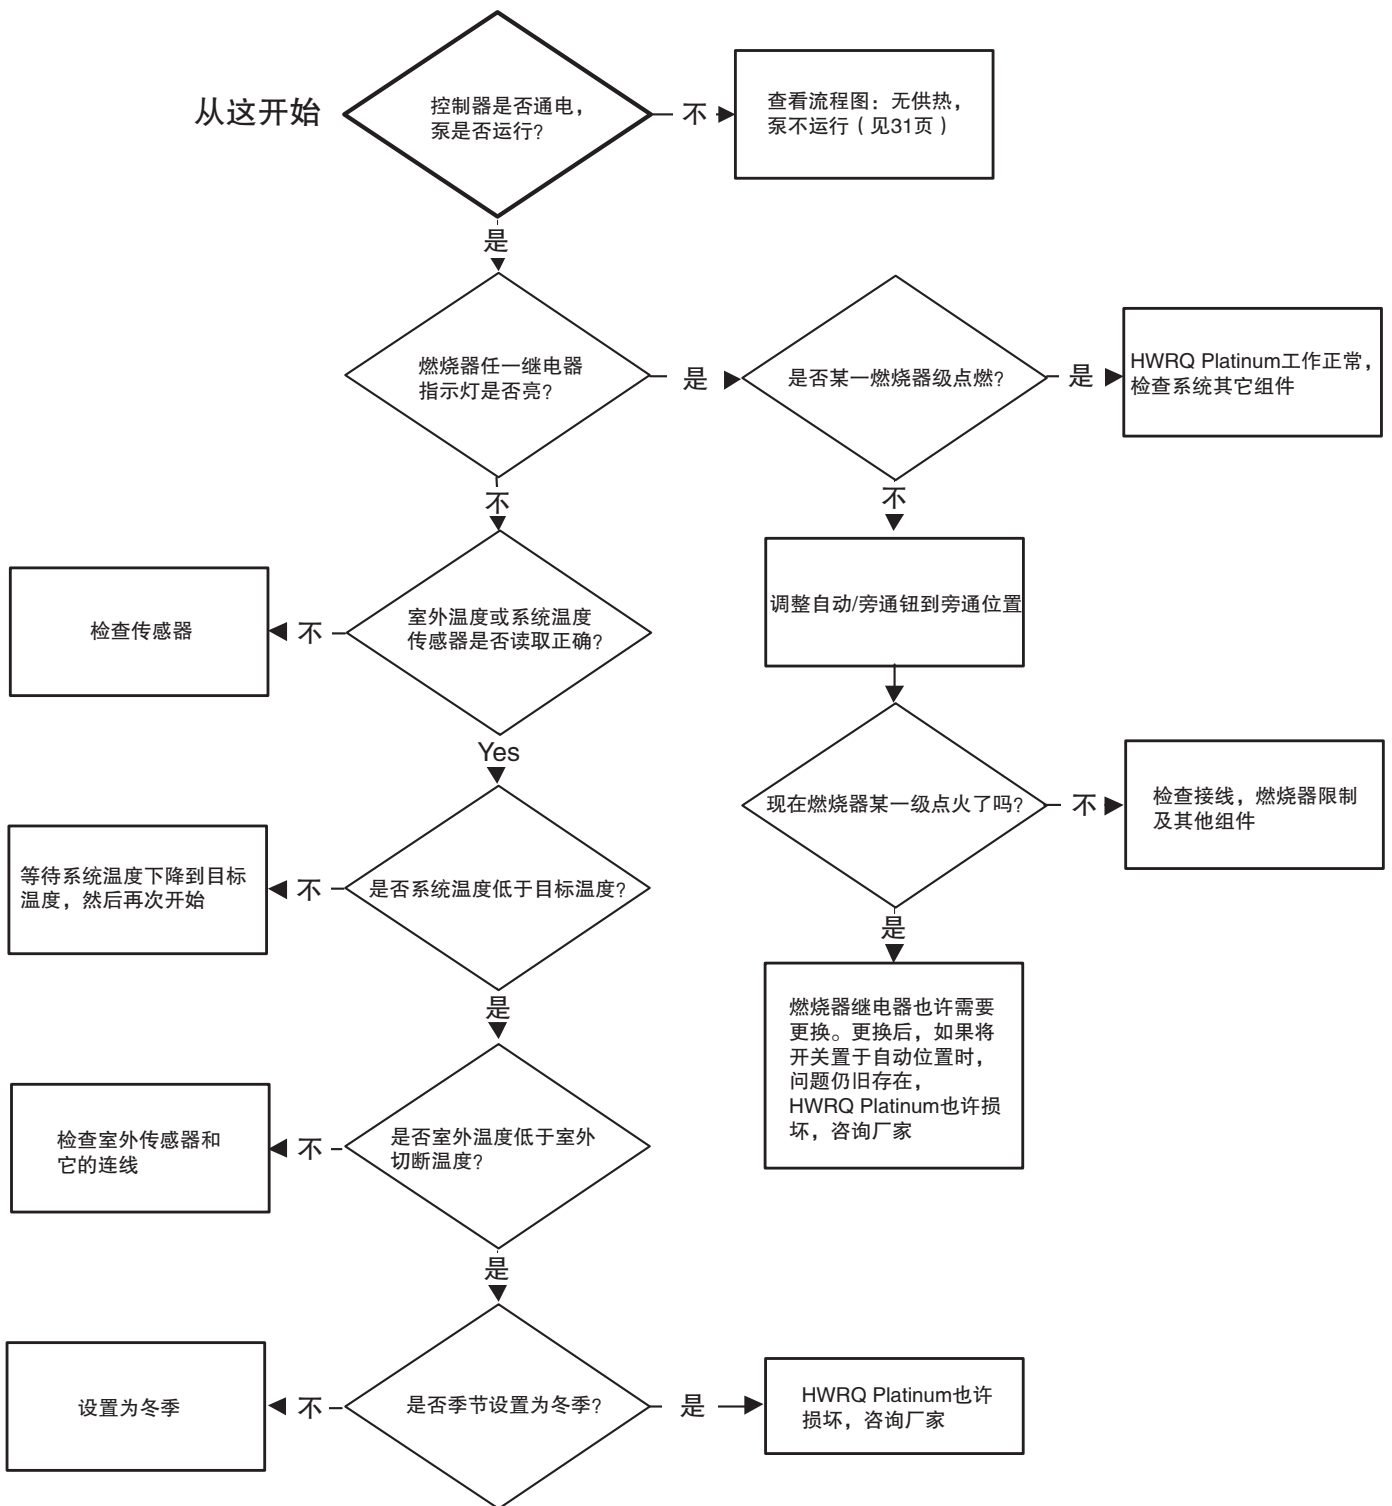 从这开始
控制器是否通电，
泵是否运行？
不
查看流程图：无供热，
泵不运行（见31页）
是
燃烧器任一继电器
指示灯是否亮？
是
是否某一燃烧器级点燃？
是
HWRQ Platinum工作正常，
检查系统其它组件
不
不
调整自动/旁通钮到旁通位置
室外温度或系统温度
传感器是否读取正确？
不
检查传感器
Yes
现在燃烧器某一级点火了吗？
不
检查接线，燃烧器限制
及其他组件
是否系统温度低于目标温度？
不
等待系统温度下降到目标
温度，然后再次开始
是
燃烧器继电器也许需要
更换。更换后，如果将
开关置于自动位置时，
问题仍旧存在，
HWRQ Platinum也许损
坏，咨询厂家
是
是否室外温度低于室外
切断温度？
不
检查室外传感器和
它的连线
是
是否季节设置为冬季？
不
设置为冬季
是
HWRQ Platinum也许
损坏，咨询厂家